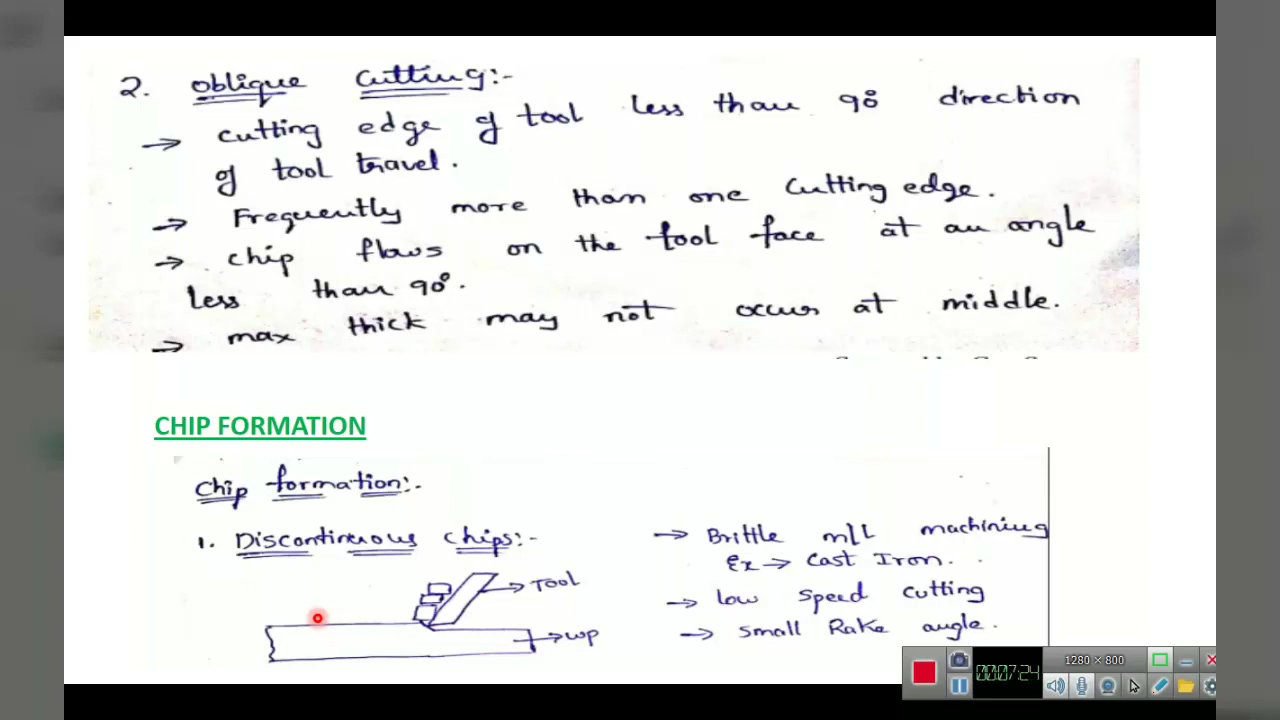 2. Oblique Cutting:-
→ Cutting edge of tool less than 90° direction
of tool travel.
→ Frequently more than one Cutting edge.
→ Chip flows on the tool face at an angle
less than 90°.
→ max thick may not occur at middle.
CHIP FORMATION
Chip formation:-
1. Discontinuous chips:-
→ Tool
→ WP
→ Brittle m/l machining
Ex → Cast Iron.
→ low speed cutting
→ Small Rake angle.
1280 × 800
00:07:24